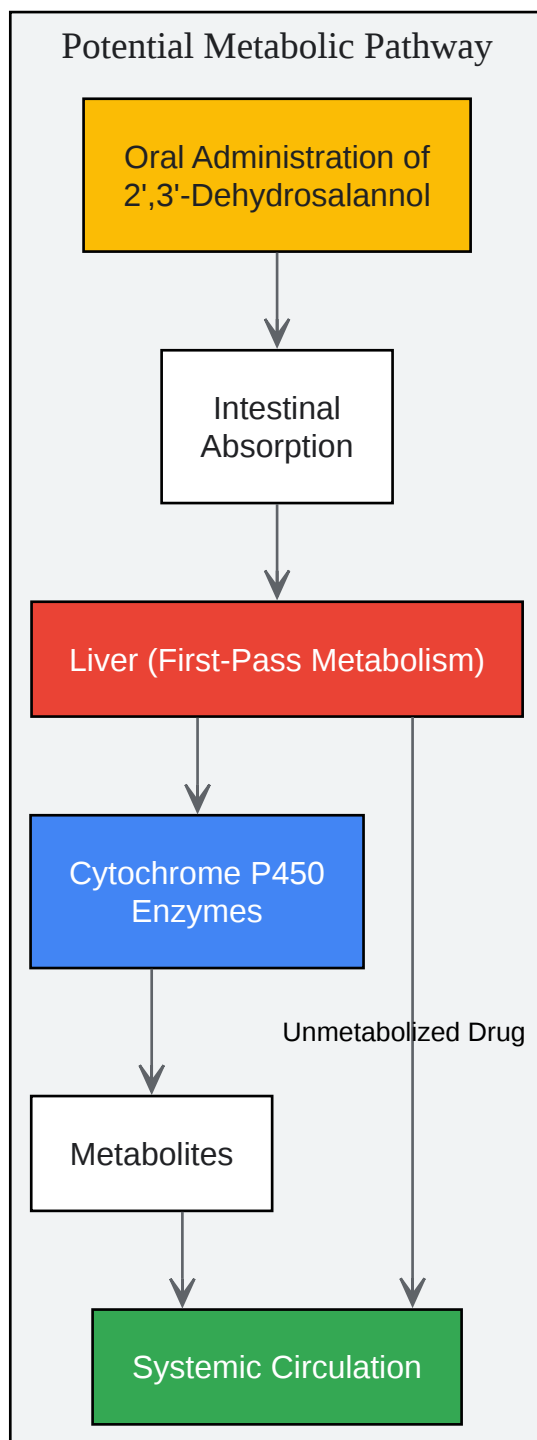 Potential Metabolic Pathway
Oral Administration of
2',3'-Dehydrosalannol
Intestinal
Absorption
Liver (First-Pass Metabolism)
Cytochrome P450
Enzymes
Unmetabolized Drug
Metabolites
Systemic Circulation